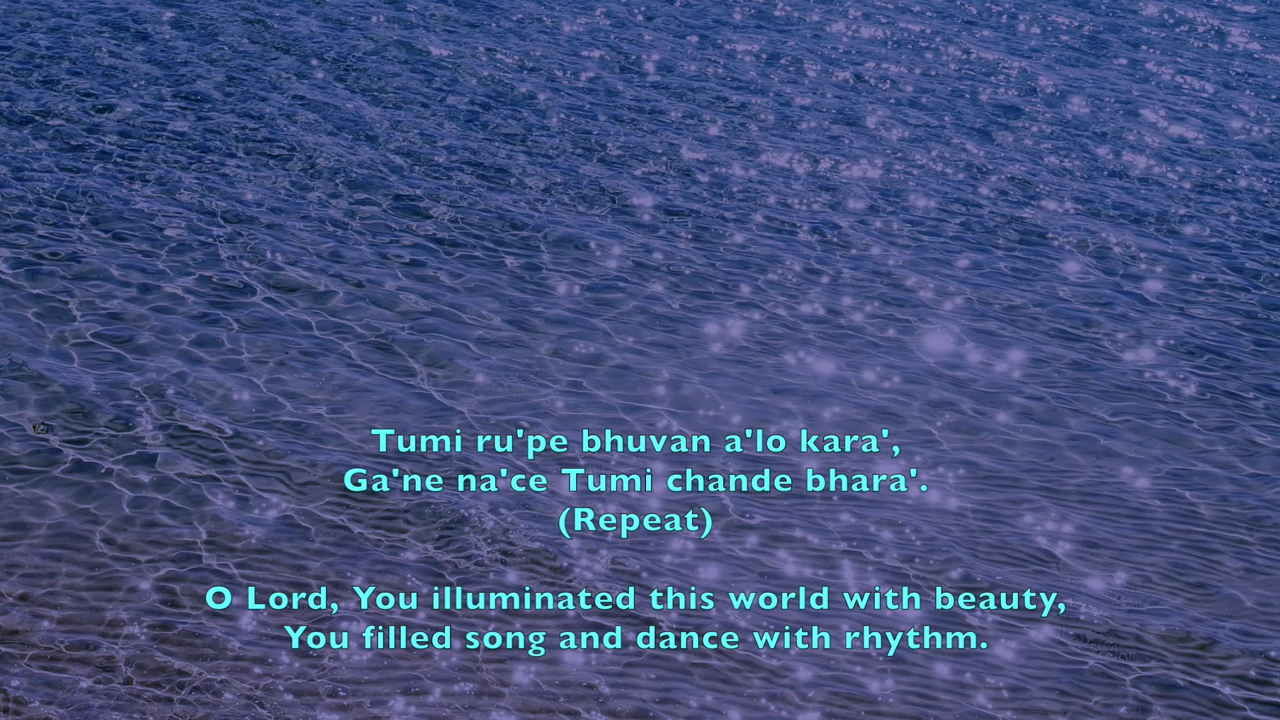 Tumi ru'pe bhuvan a'lo kara',
Ga'ne na'ce Tumi chande bhara'.
(Repeat)
O Lord, You illuminated this world with beauty,
You filled song and dance with rhythm.